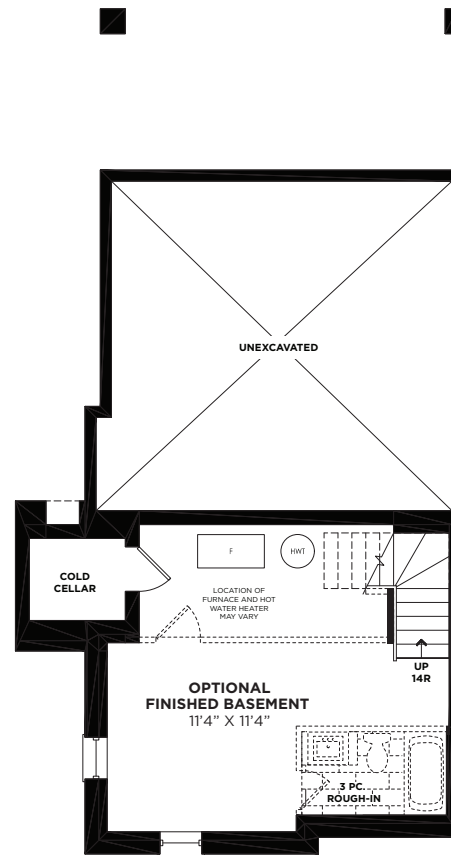 UNEXCAVATED
F
HWT
COLD
CELLAR
LOCATION OF
FURNACE AND HOT
WATER HEATER
MAY VARY
UP
14R
OPTIONAL
FINISHED BASEMENT
11'4” X 11'4”
3 PC.
ROUGH-IN